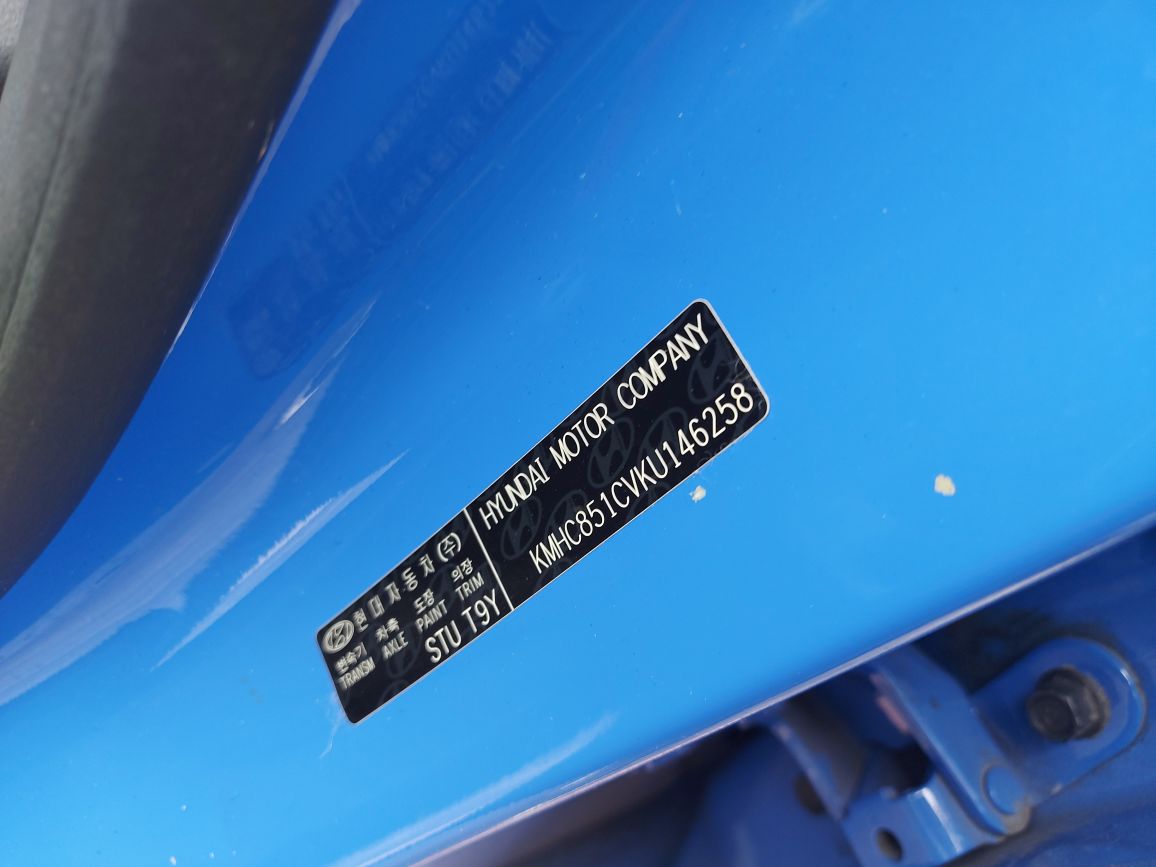 현대자동차(주)
변속기 차축 도장 의장
TRANSM AXLE PAINT TRIM
STU T9Y
HYUNDAI MOTOR COMPANY
KMHC851CVKU146258